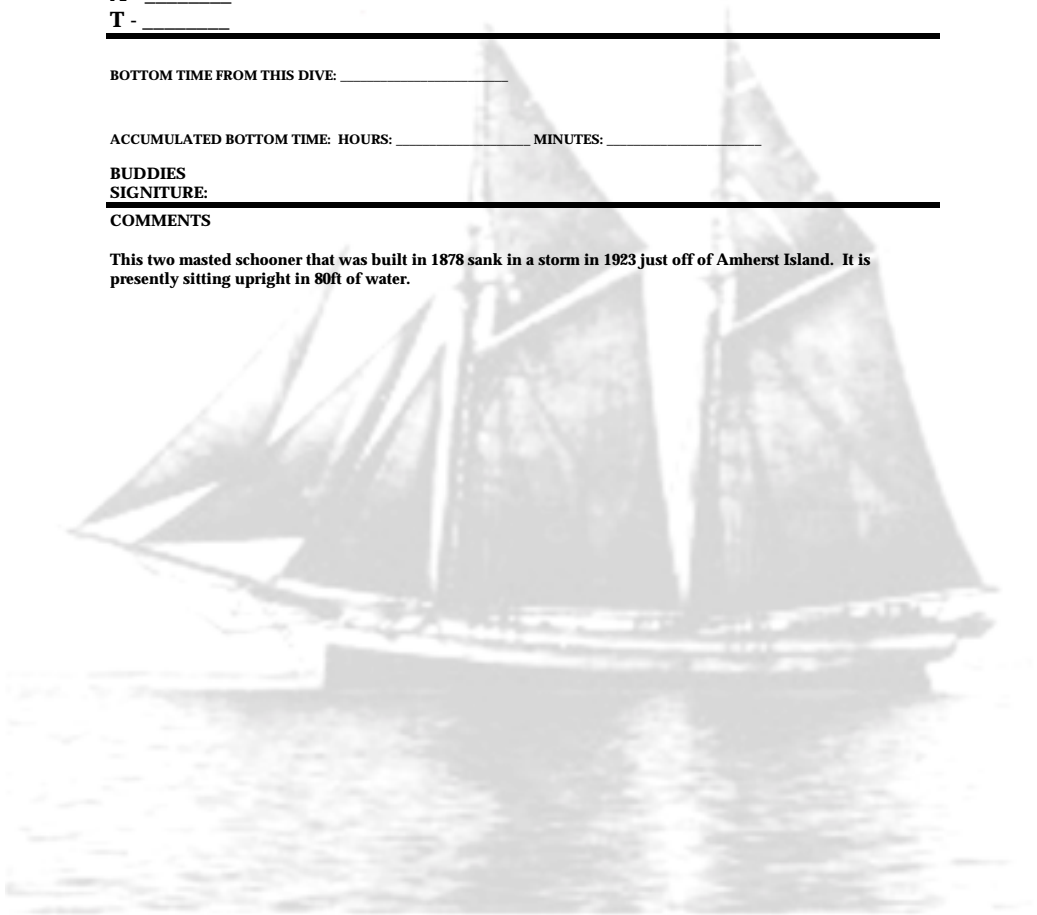 T - ________
BOTTOM TIME FROM THIS DIVE: _________________________
ACCUMULATED BOTTOM TIME:  HOURS: ____________________ MINUTES: _______________________
BUDDIES
SIGNITURE:
COMMENTS
This two masted schooner that was built in 1878 sank in a storm in 1923 just off of Amherst Island.  It is
presently sitting upright in 80ft of water.